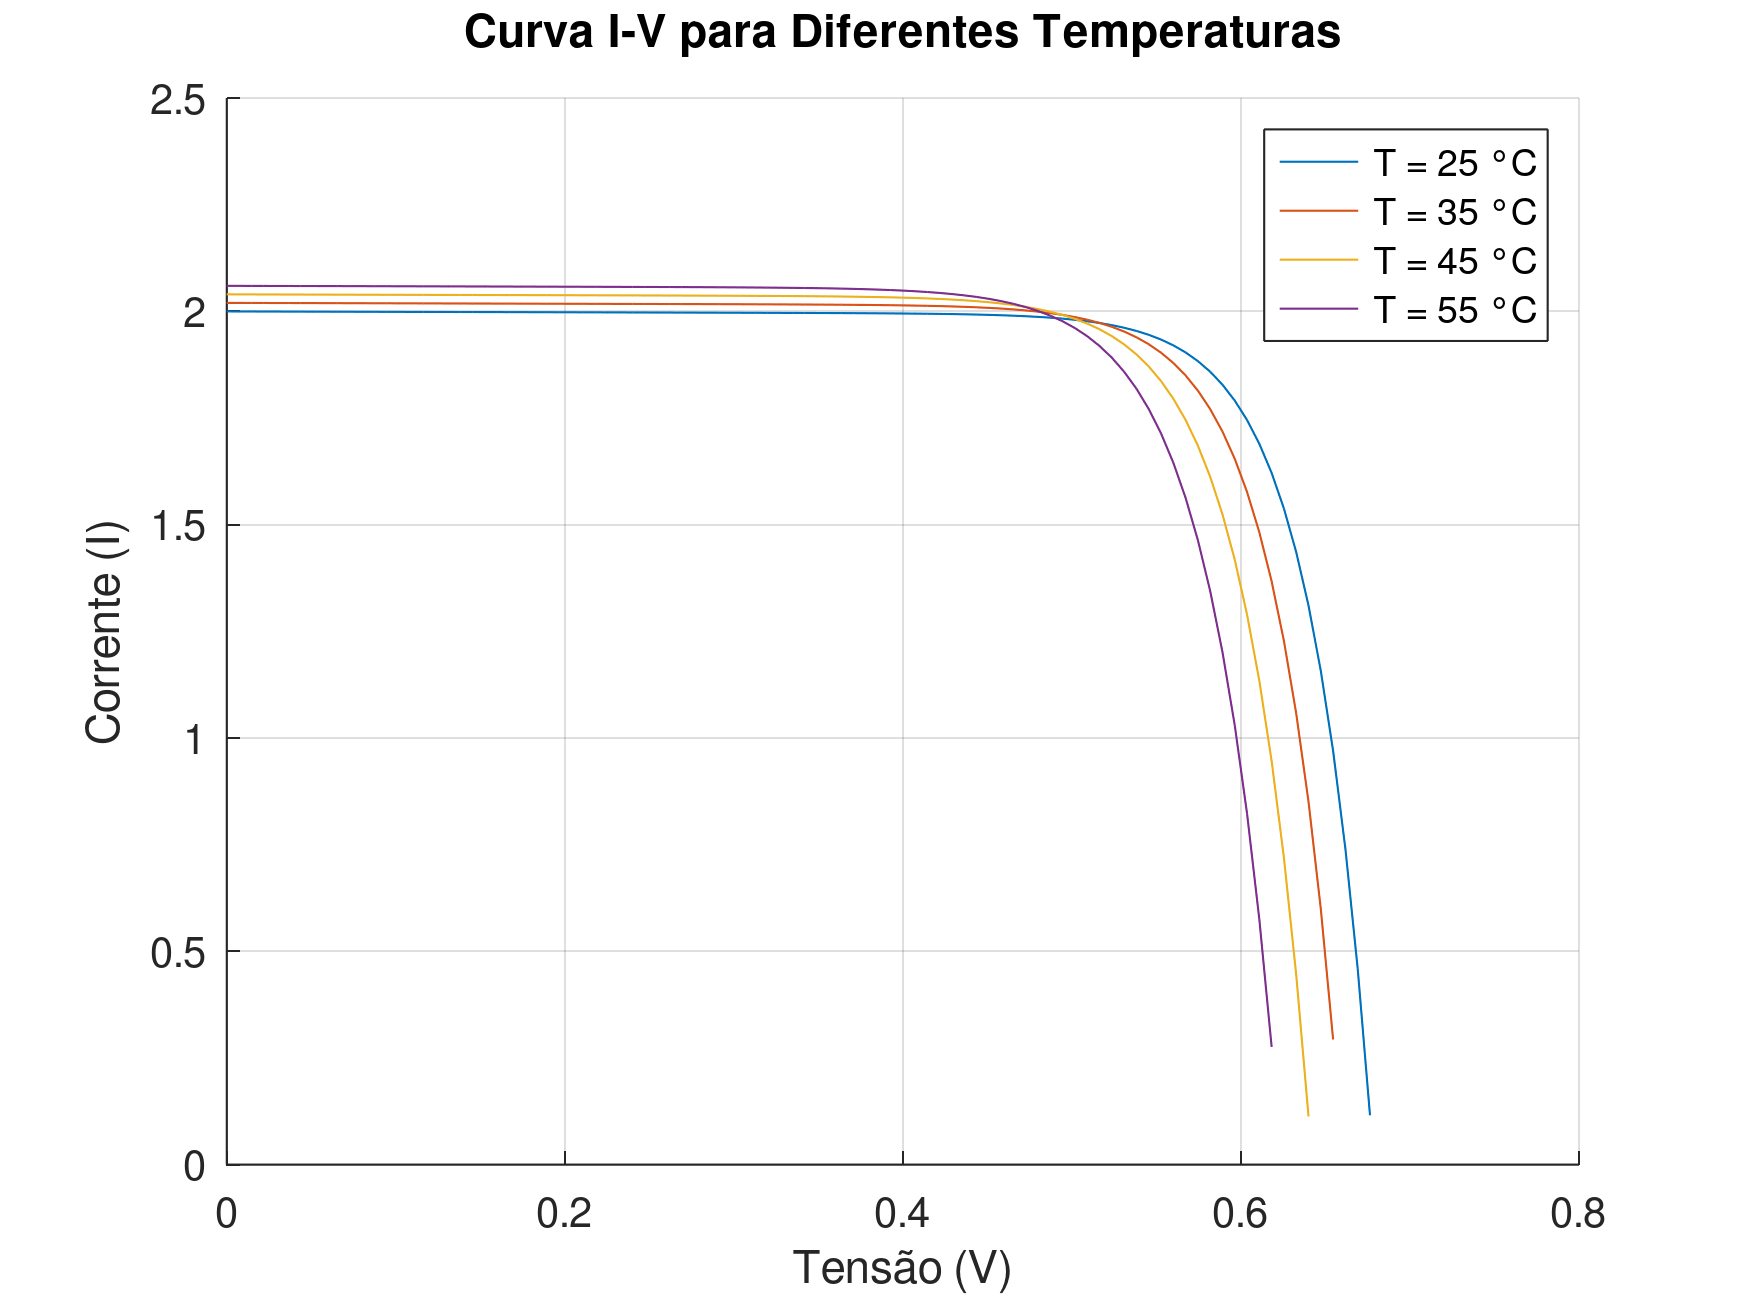 Curva I-V para Diferentes Temperaturas
2.5
2
1.5
1
0.5
0
Corrente (I)
T = 25 °C
T = 35 °C
T = 45 °C
T = 55 °C
0 0.2 0.4 0.6 0.8
Tensão (V)